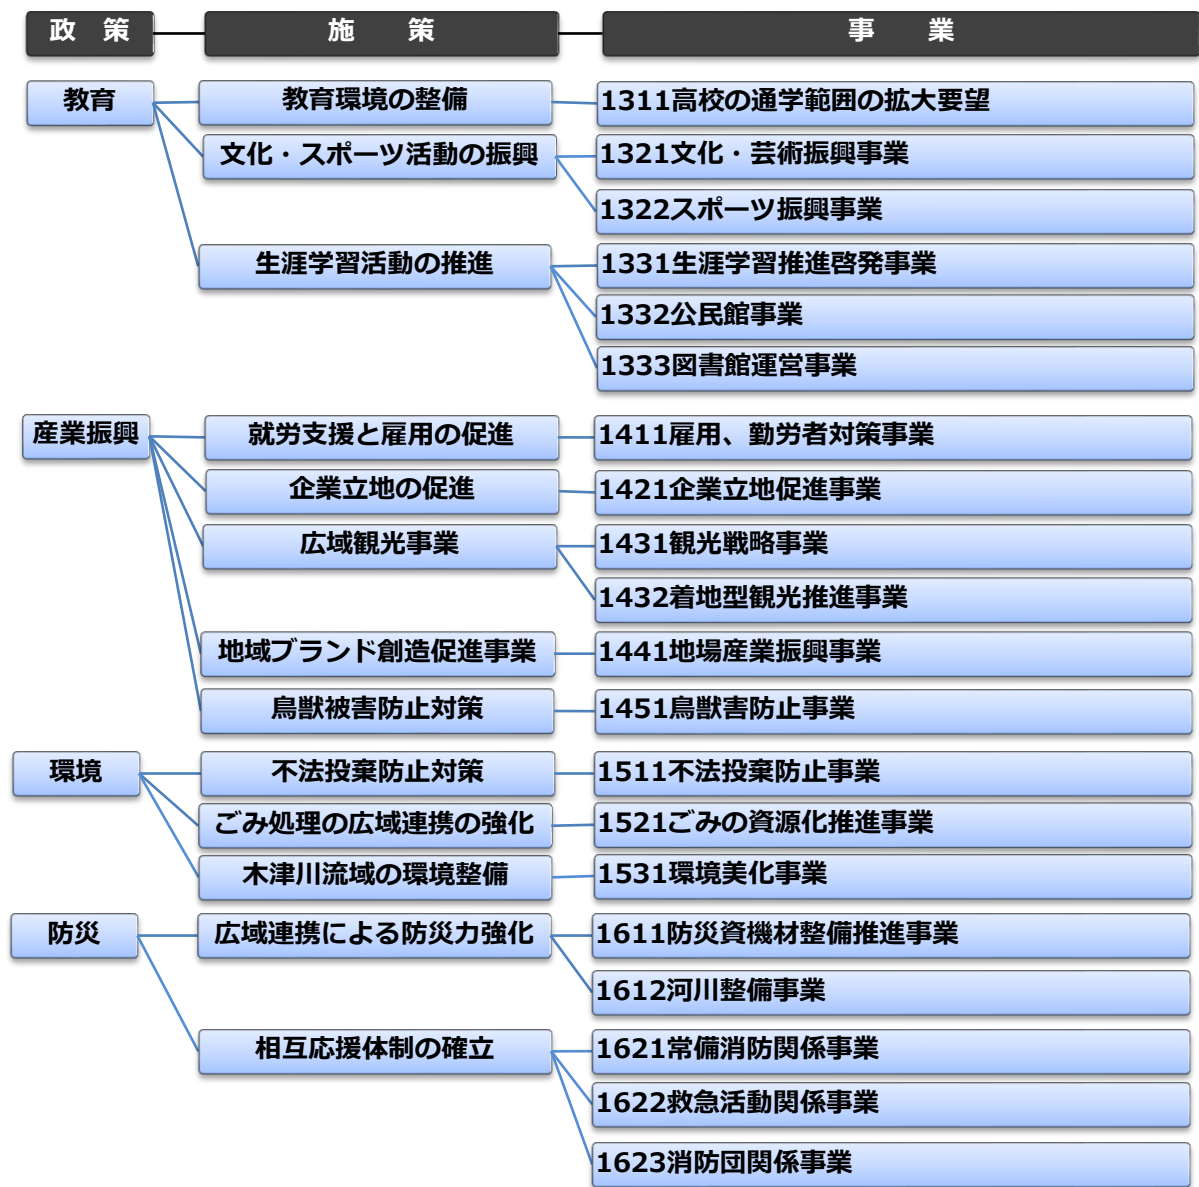 政　策　施　　策　事　　業
教育　教育環境の整備　1311高校の通学範囲の拡大要望
文化・スポーツ活動の振興　1321文化・芸術振興事業
1322スポーツ振興事業
生涯学習活動の推進　1331生涯学習推進啓発事業
1332公民館事業
1333図書館運営事業
産業振興　就労支援と雇用の促進　1411雇用、勤労者対策事業
企業立地の促進　1421企業立地促進事業
広域観光事業　1431観光戦略事業
1432着地型観光推進事業
地域ブランド創造促進事業　1441地場産業振興事業
鳥獣被害防止対策　1451鳥獣害防止事業
環境　不法投棄防止対策　1511不法投棄防止事業
ごみ処理の広域連携の強化　1521ごみの資源化推進事業
木津川流域の環境整備　1531環境美化事業
防災　広域連携による防災力強化　1611防災資機材整備推進事業
1612河川整備事業
相互応援体制の確立　1621常備消防関係事業
1622救急活動関係事業
1623消防団関係事業